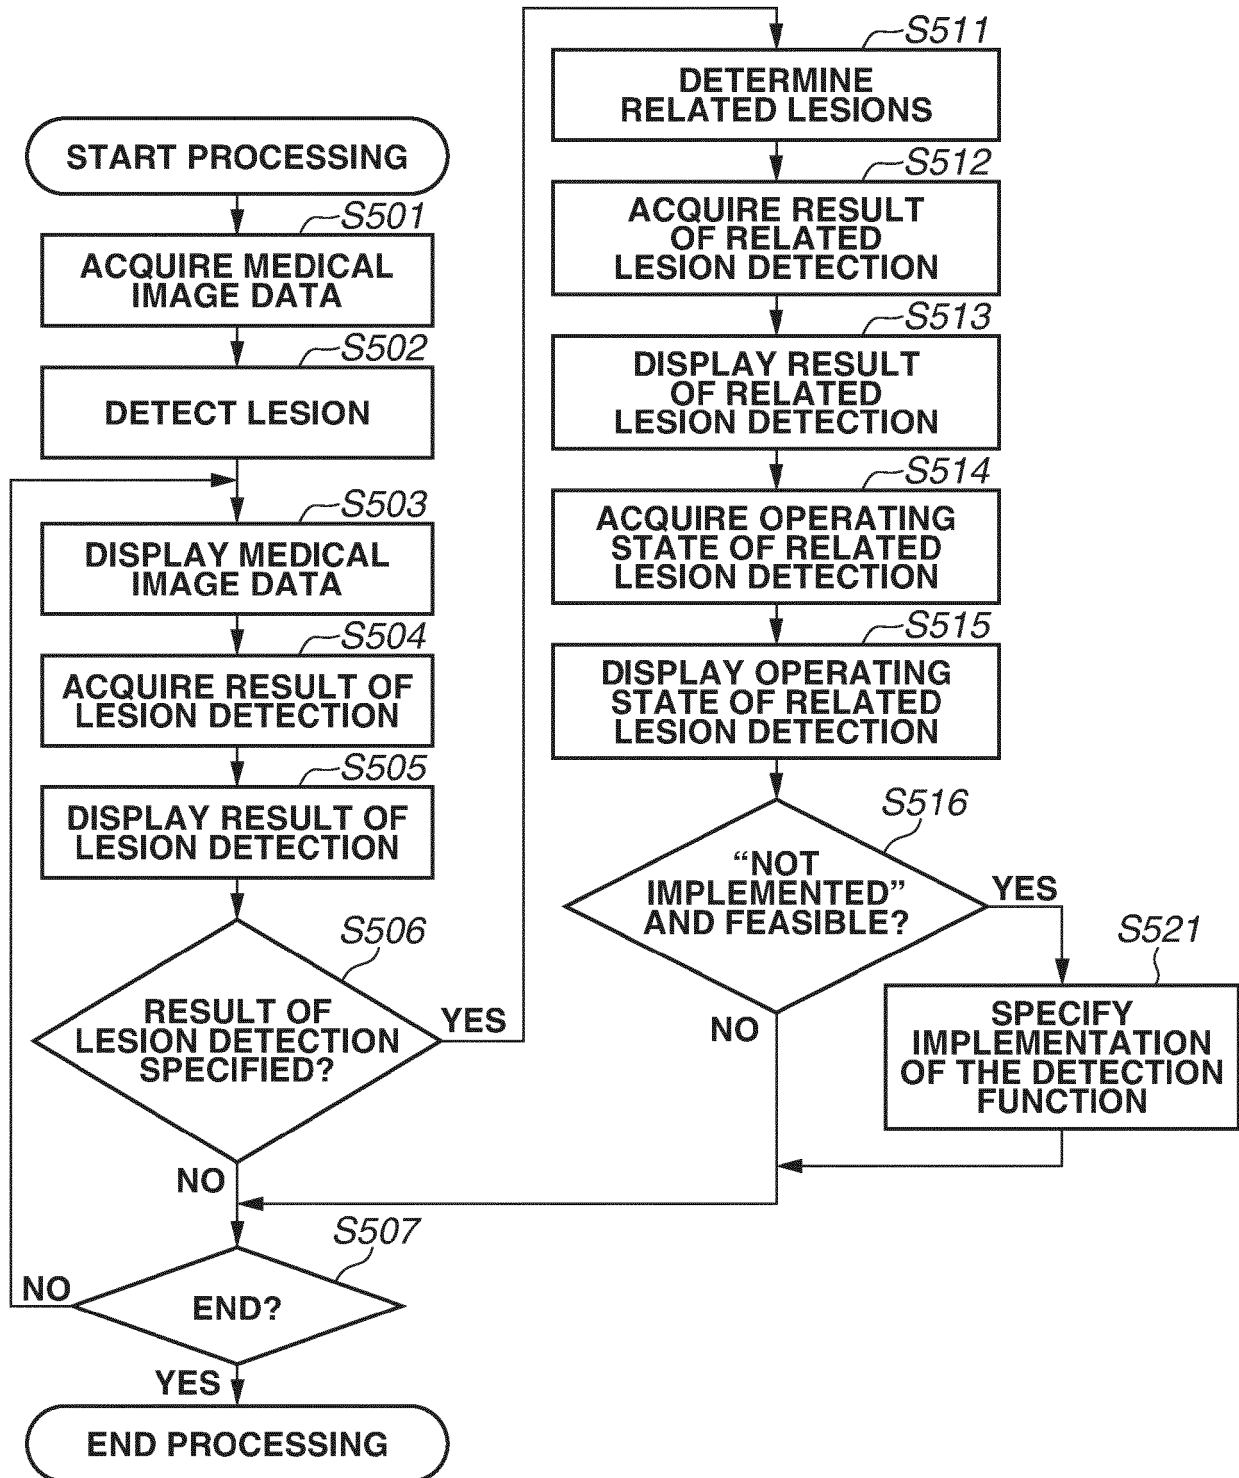 START PROCESSING
S501
ACQUIRE MEDICAL
IMAGE DATA
S502
DETECT LESION
S503
DISPLAY MEDICAL
IMAGE DATA
S504
ACQUIRE RESULT OF
LESION DETECTION
S505
DISPLAY RESULT OF
LESION DETECTION
S506
RESULT OF
LESION DETECTION
SPECIFIED?
YES
NO
S507
END?
NO
YES
END PROCESSING
S511
DETERMINE
RELATED LESIONS
S512
ACQUIRE RESULT
OF RELATED
LESION DETECTION
S513
DISPLAY RESULT
OF RELATED
LESION DETECTION
S514
ACQUIRE OPERATING
STATE OF RELATED
LESION DETECTION
S515
DISPLAY OPERATING
STATE OF RELATED
LESION DETECTION
S516
“NOT
IMPLEMENTED”
AND FEASIBLE?
YES
NO
S521
SPECIFY
IMPLEMENTATION
OF THE DETECTION
FUNCTION